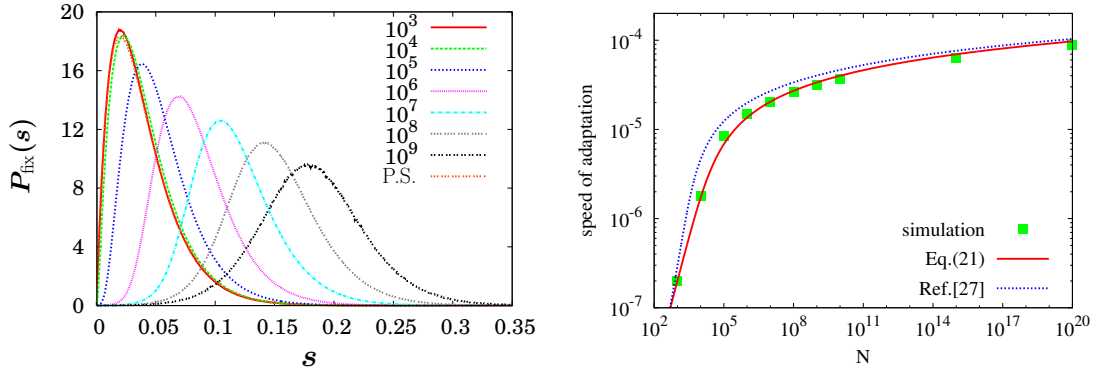 20
16
12
8
4
0
P_fix(s)
10^3
10^4
10^5
10^6
10^7
10^8
10^9
P.S.
0 0.05 0.1 0.15 0.2 0.25 0.3 0.35
s
10^-4
10^-5
10^-6
10^-7
speed of adaptation
simulation
Eq.(21)
Ref.[27]
10^2 10^5 10^8 10^11 10^14 10^17 10^20
N